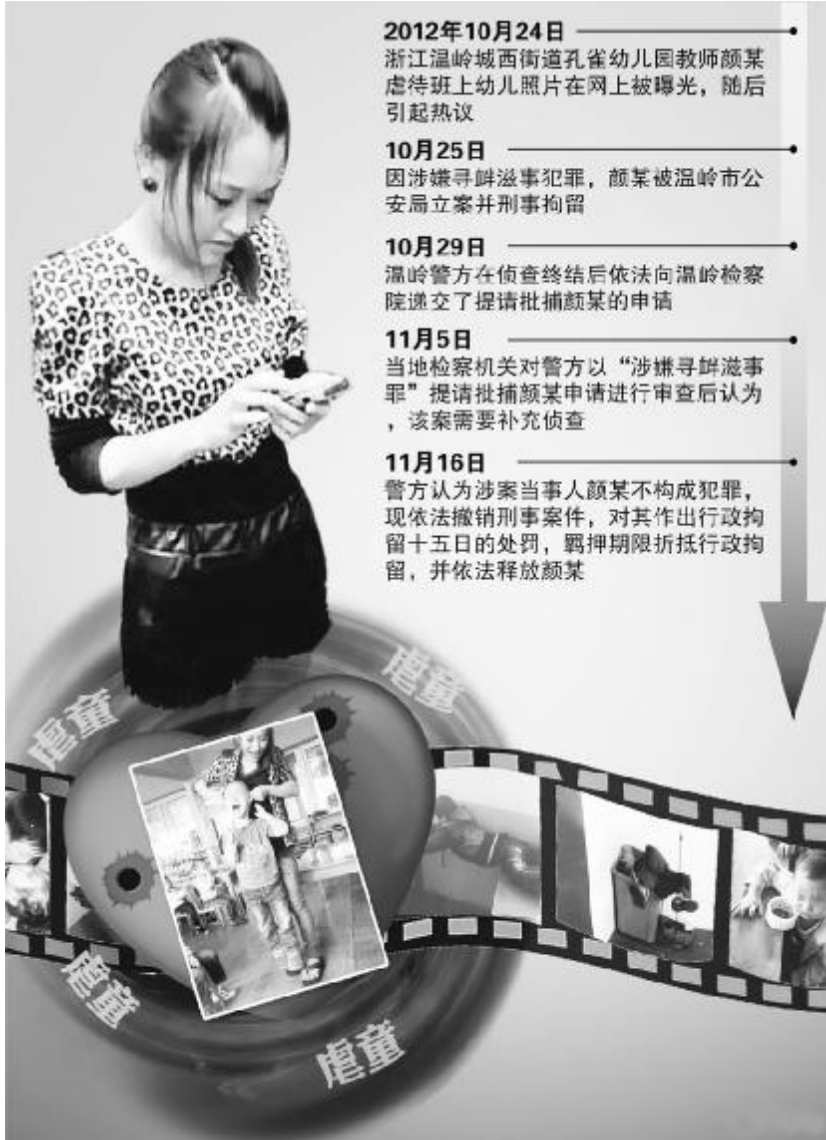 2012年10月24日
浙江温岭城西街道孔雀幼儿园教师颜某
虐待班上幼儿照片在网上被曝光，随后
引起热议
10月25日
因涉嫌寻衅滋事犯罪，颜某被温岭市公
安局立案并刑事拘留
10月29日
温岭警方在侦查终结后依法向温岭检察
院递交了提请批捕颜某的申请
11月5日
当地检察机关对警方以“涉嫌寻衅滋事
罪”提请批捕颜某申请进行审查后认为
，该案需要补充侦查
11月16日
警方认为涉案当事人颜某不构成犯罪，
现依法撤销刑事案件，对其作出行政拘
留十五日的处罚，羁押期限折抵行政拘
留，并依法释放颜某
虐童
虐童
虐童
虐童